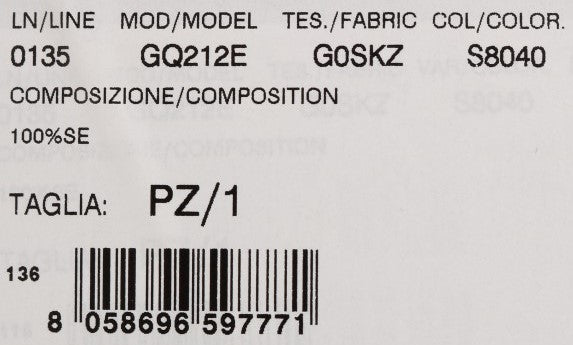 LN/LINE MOD/MODEL TES./FABRIC COL/COLOR.
0135 GQ212E G0SKZ S8040
COMPOSIZIONE/COMPOSITION
100%SE
TAGLIA: PZ/1
136
8 058696 597771